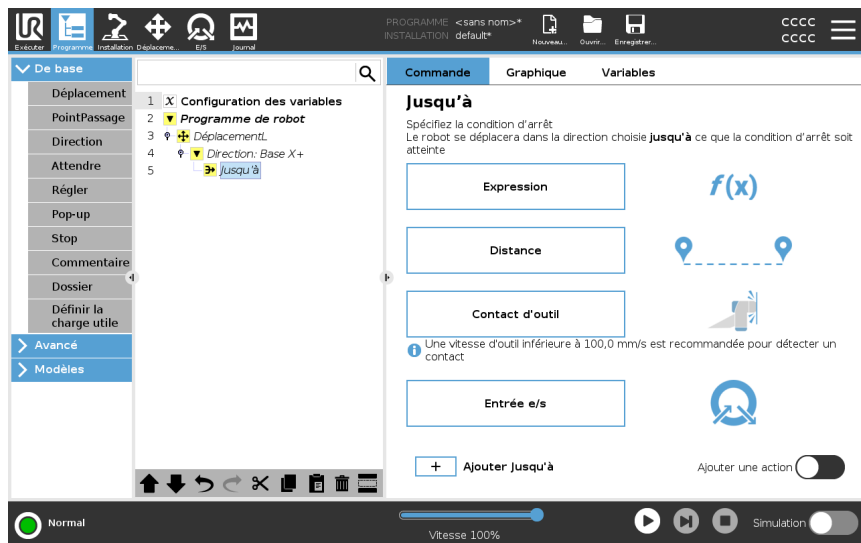 UR
Exécuter
Programme
Installation
Déplaceme...
E/S
Journal
PROGRAMME <sans nom>*
INSTALLATION default*
Nouveau...
Ouvrir...
Enregistrer...
cccc
cccc
De base
Déplacement
PointPassage
Direction
Attendre
Régler
Pop-up
Stop
Commentaire
Dossier
Définir la
charge utile
Avancé
Modèles
1 X Configuration des variables
2 Programme de robot
3 DéplacementL
4 Direction: Base X+
5 Jusqu'à
Commande Graphique Variables
Jusqu'à
Spécifiez la condition d'arrêt
Le robot se déplacera dans la direction choisie jusqu'à ce que la condition d'arrêt soit
atteinte
Expression
f(x)
Distance
Contact d'outil
Une vitesse d'outil inférieure à 100,0 mm/s est recommandée pour détecter un
contact
Entrée e/s
+ Ajouter Jusqu'à
Ajouter une action
Normal
Vitesse 100%
Simulation